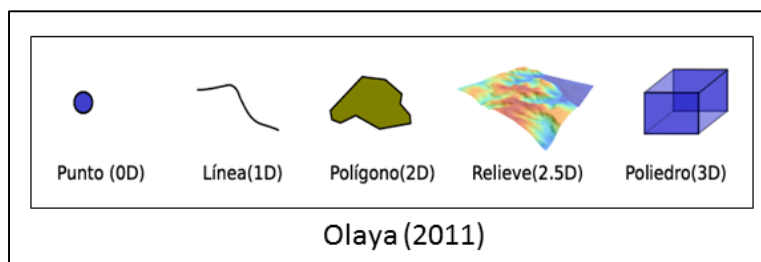 Punto (0D) Línea(1D) Polígono(2D) Relieve(2.5D) Poliedro(3D)
Olaya (2011)